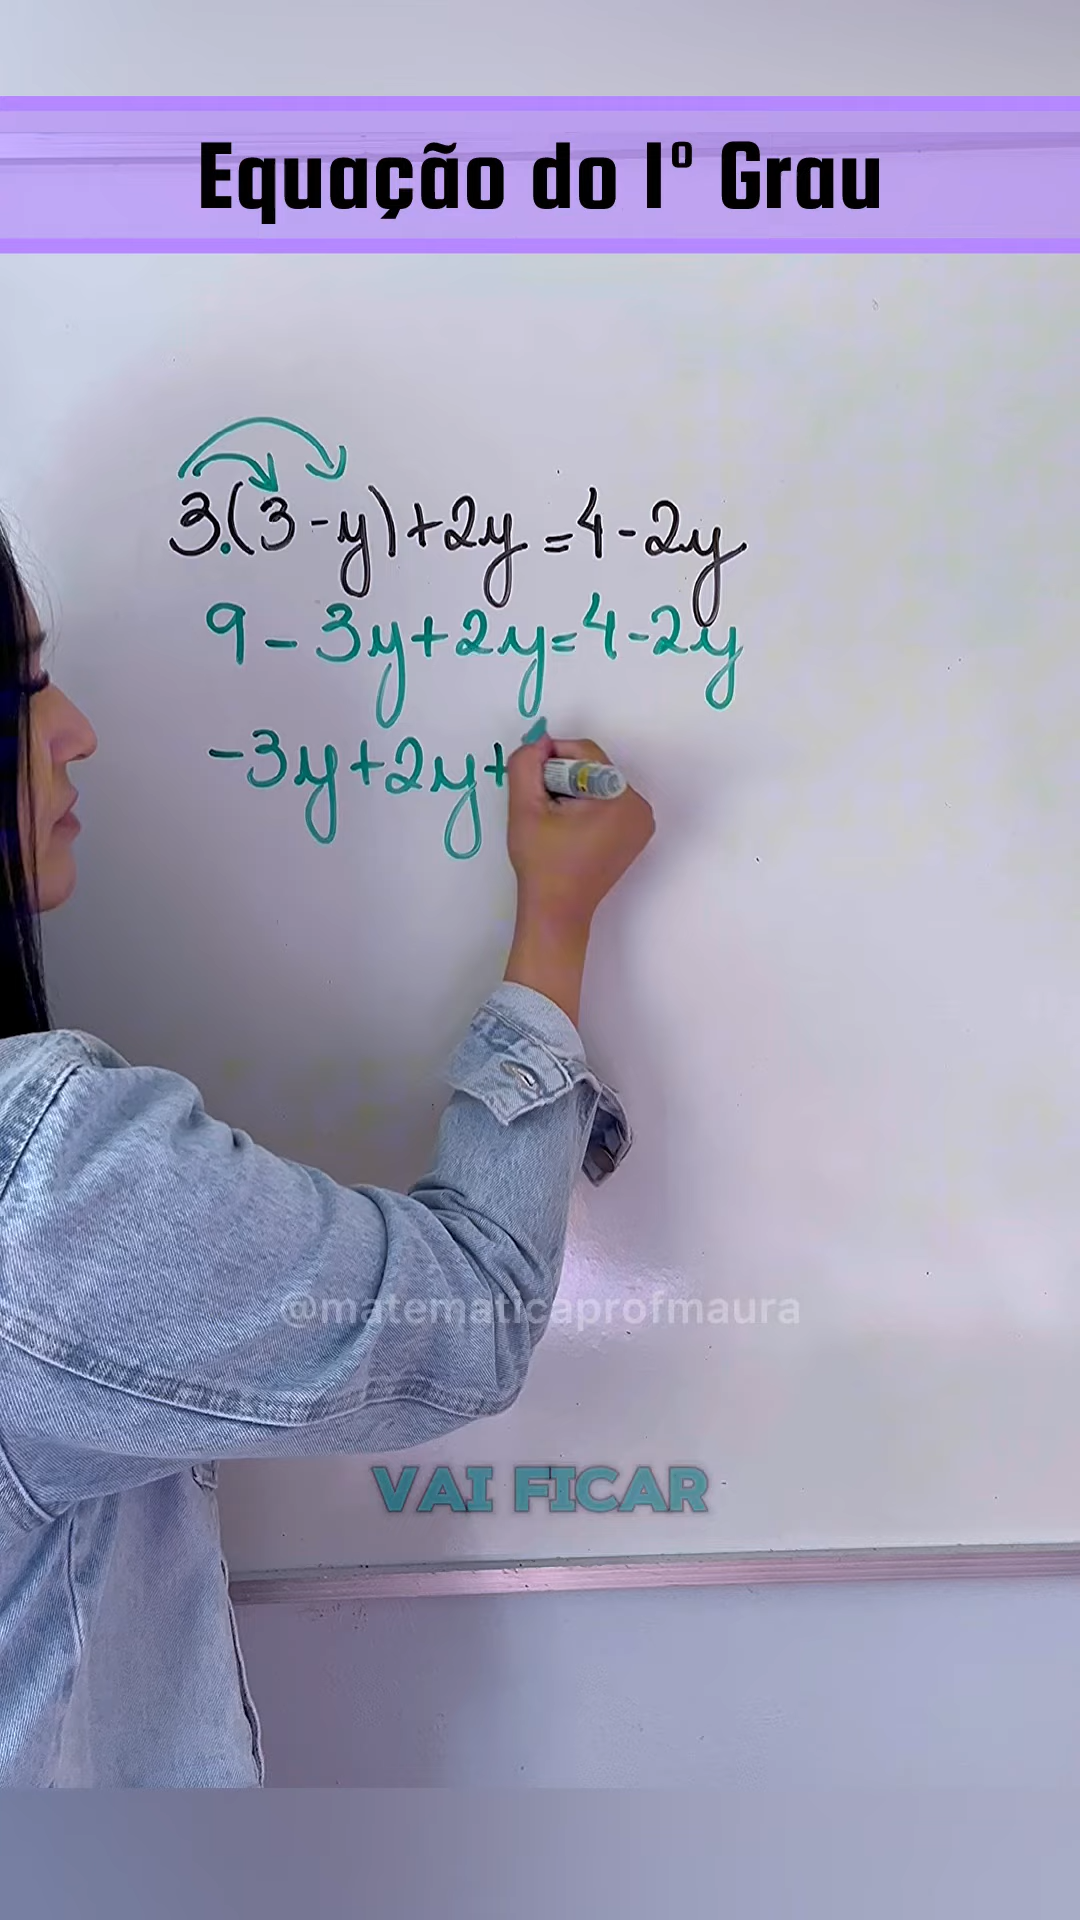 Equação do 1º Grau
3.(3-y)+2y=4-2y
9-3y+2y=4-2y
-3y+2y+
@matematicaprofmaura
VAI FICAR